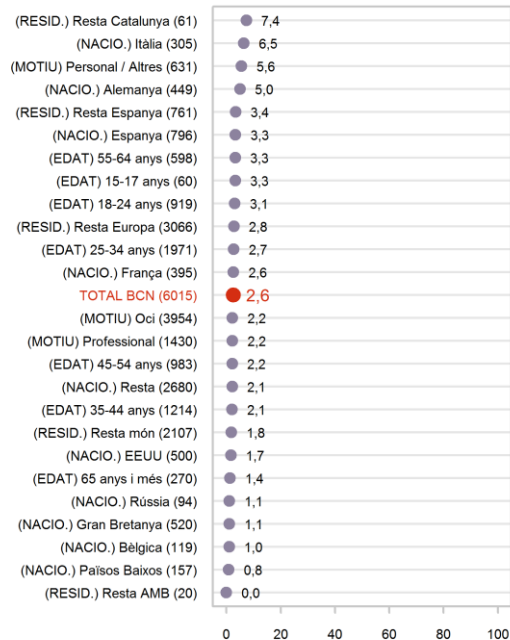 (RESID.) Resta Catalunya (61) 7,4
(NACIO.) Itàlia (305) 6,5
(MOTIU) Personal / Altres (631) 5,6
(NACIO.) Alemanya (449) 5,0
(RESID.) Resta Espanya (761) 3,4
(NACIO.) Espanya (796) 3,3
(EDAT) 55-64 anys (598) 3,3
(EDAT) 15-17 anys (60) 3,3
(EDAT) 18-24 anys (919) 3,1
(RESID.) Resta Europa (3066) 2,8
(EDAT) 25-34 anys (1971) 2,7
(NACIO.) França (395) 2,6
TOTAL BCN (6015) 2,6
(MOTIU) Oci (3954) 2,2
(MOTIU) Professional (1430) 2,2
(EDAT) 45-54 anys (983) 2,2
(NACIO.) Resta (2680) 2,1
(EDAT) 35-44 anys (1214) 2,1
(RESID.) Resta món (2107) 1,8
(NACIO.) EEUU (500) 1,7
(EDAT) 65 anys i més (270) 1,4
(NACIO.) Rússia (94) 1,1
(NACIO.) Gran Bretanya (520) 1,1
(NACIO.) Bèlgica (119) 1,0
(NACIO.) Països Baixos (157) 0,8
(RESID.) Resta AMB (20) 0,0
0 20 40 60 80 100